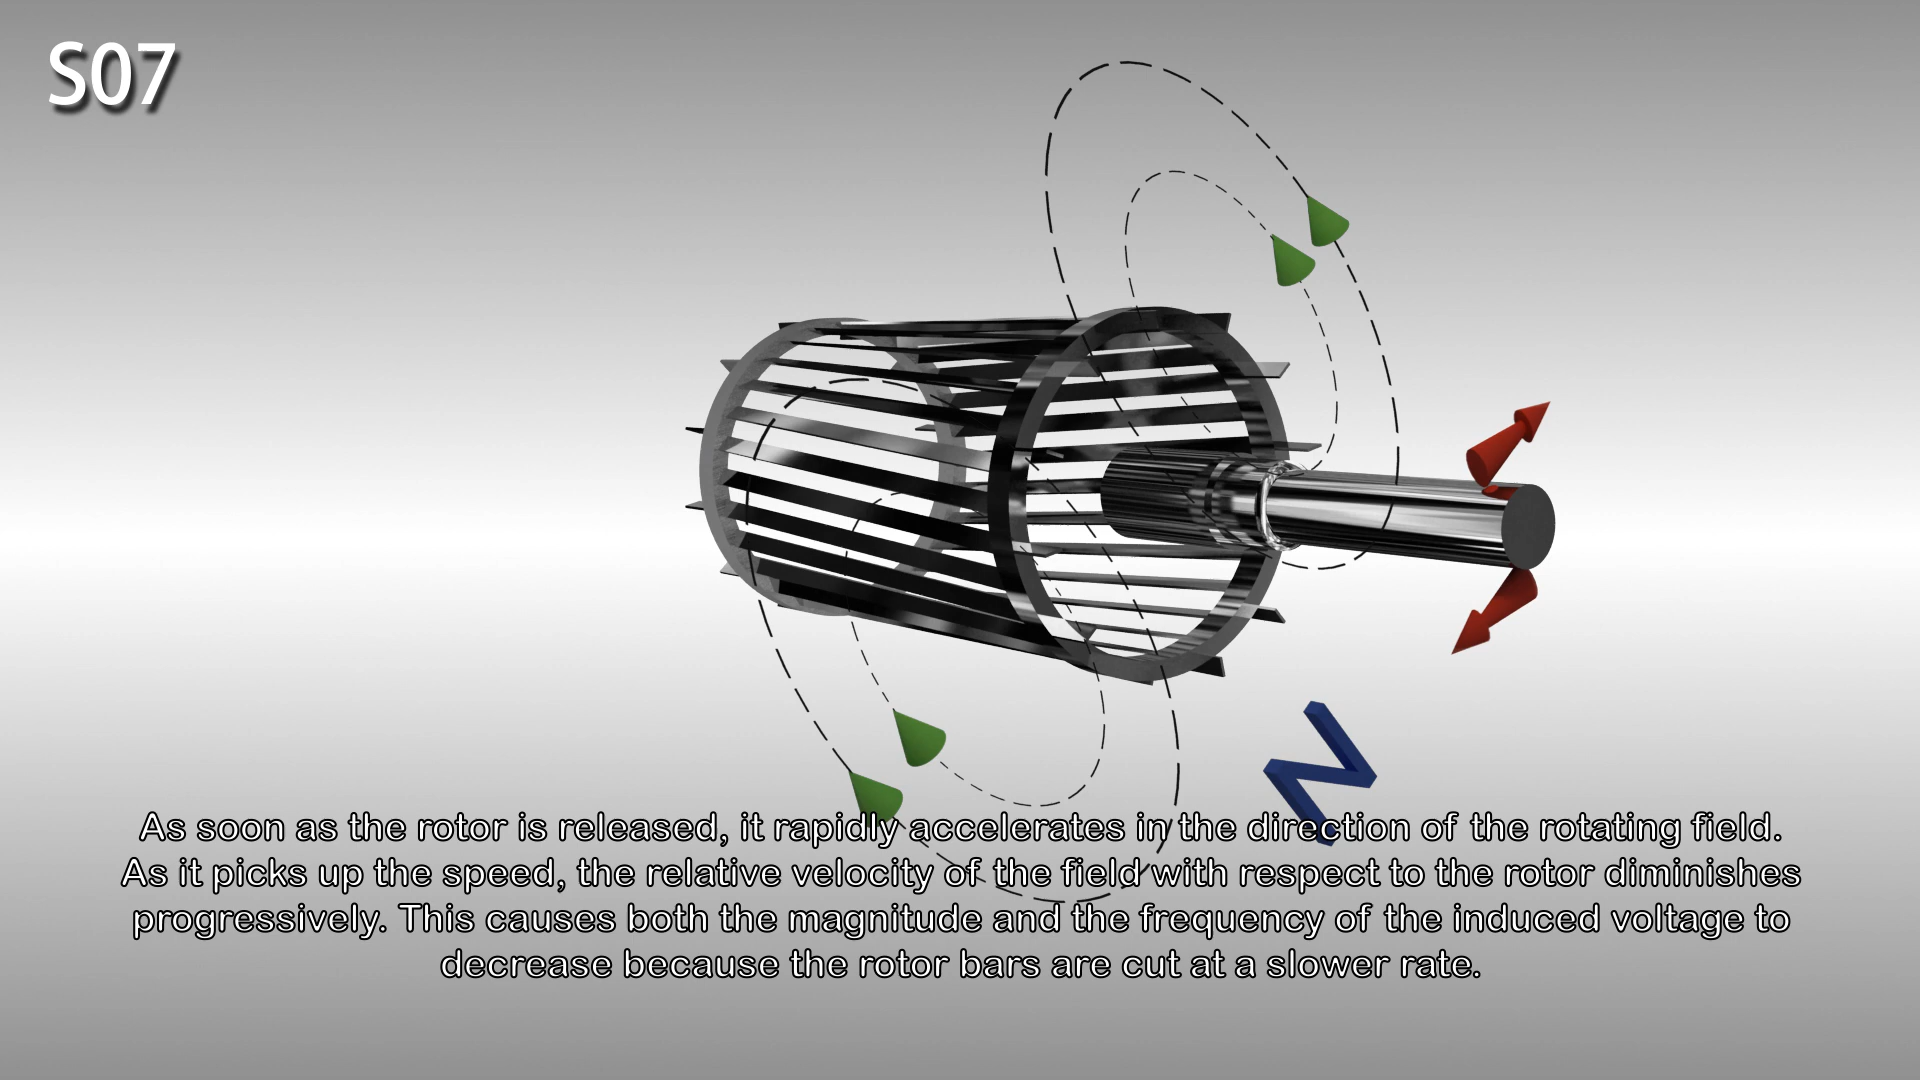 S07
N
As soon as the rotor is released, it rapidly accelerates in the direction of the rotating field.
As it picks up the speed, the relative velocity of the field with respect to the rotor diminishes
progressively. This causes both the magnitude and the frequency of the induced voltage to
decrease because the rotor bars are cut at a slower rate.